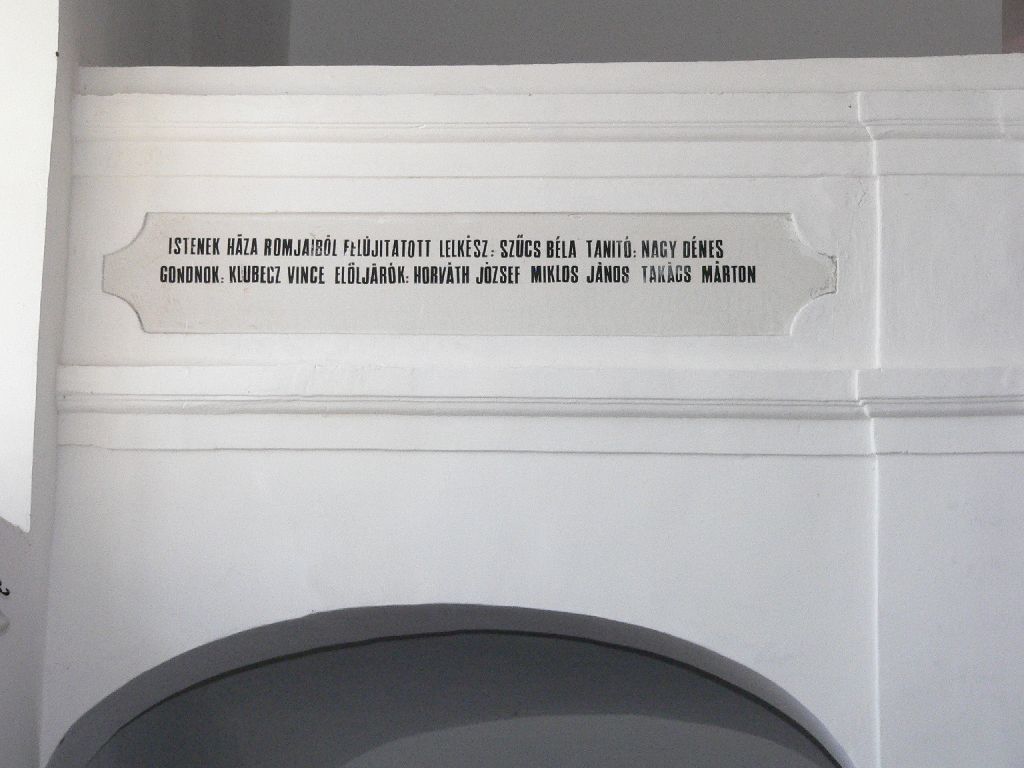 ISTENEK HÁZA ROMJAIBÓL FELÚJITATOTT LELKÉSZ: SZŰCS BÉLA TANITÓ: NAGY DÉNES
GONDNOK: KLUBECZ VINCE ELŐLJÁRÓK: HORVÁTH JÓZSEF MIKLOS JÁNOS TAKÁCS MÁRTON